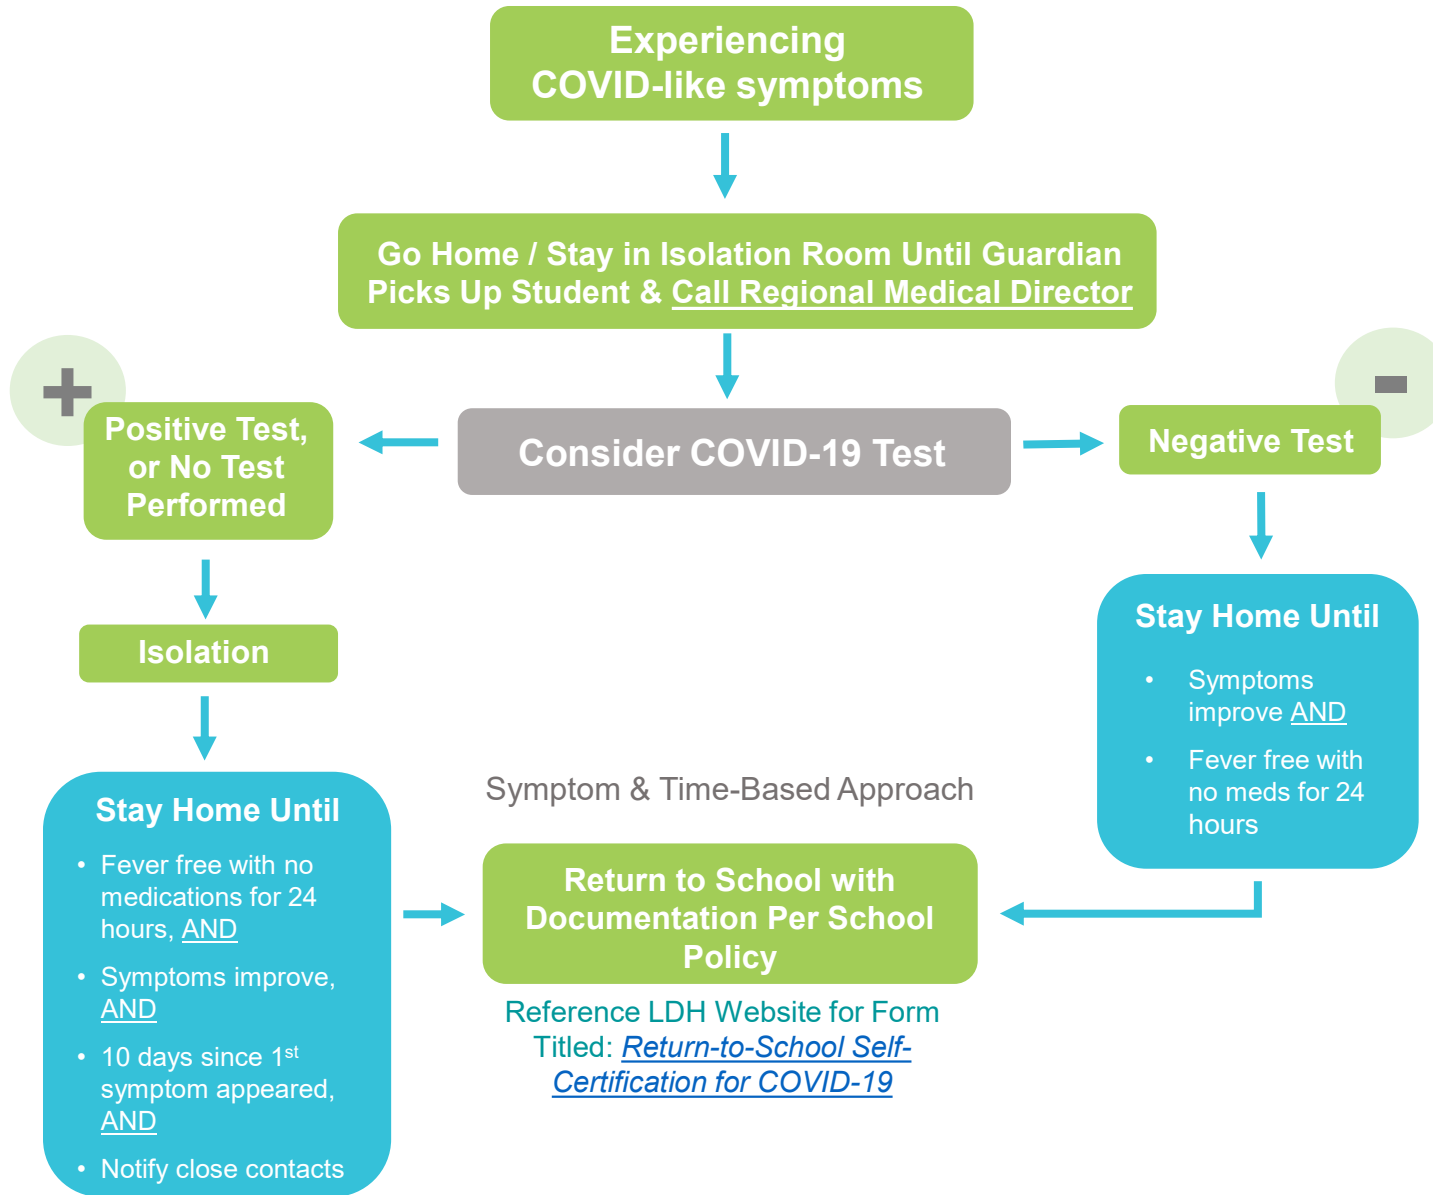 Experiencing
COVID-like symptoms
Go Home / Stay in Isolation Room Until Guardian
Picks Up Student & Call Regional Medical Director
+
Positive Test,
or No Test
Performed
Consider COVID-19 Test
-
Negative Test
Isolation
Stay Home Until
• Symptoms
improve AND
• Fever free with
no meds for 24
hours
Stay Home Until
• Fever free with no
medications for 24
hours, AND
• Symptoms improve,
AND
• 10 days since 1st
symptom appeared,
AND
• Notify close contacts
Symptom & Time-Based Approach
Return to School with
Documentation Per School
Policy
Reference LDH Website for Form
Titled: Return-to-School Self-
Certification for COVID-19